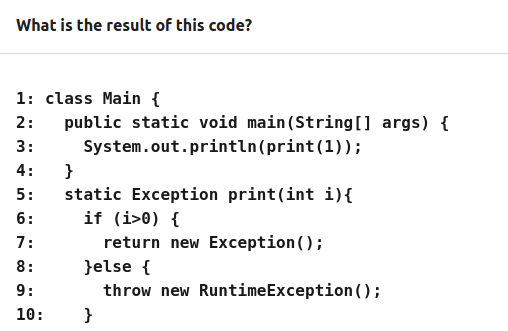 What is the result of this code?
1: class Main {
2:   public static void main(String[] args) {
3:     System.out.println(print(1));
4:   }
5:   static Exception print(int i){
6:     if (i>0) {
7:       return new Exception();
8:     }else {
9:       throw new RuntimeException();
10:    }